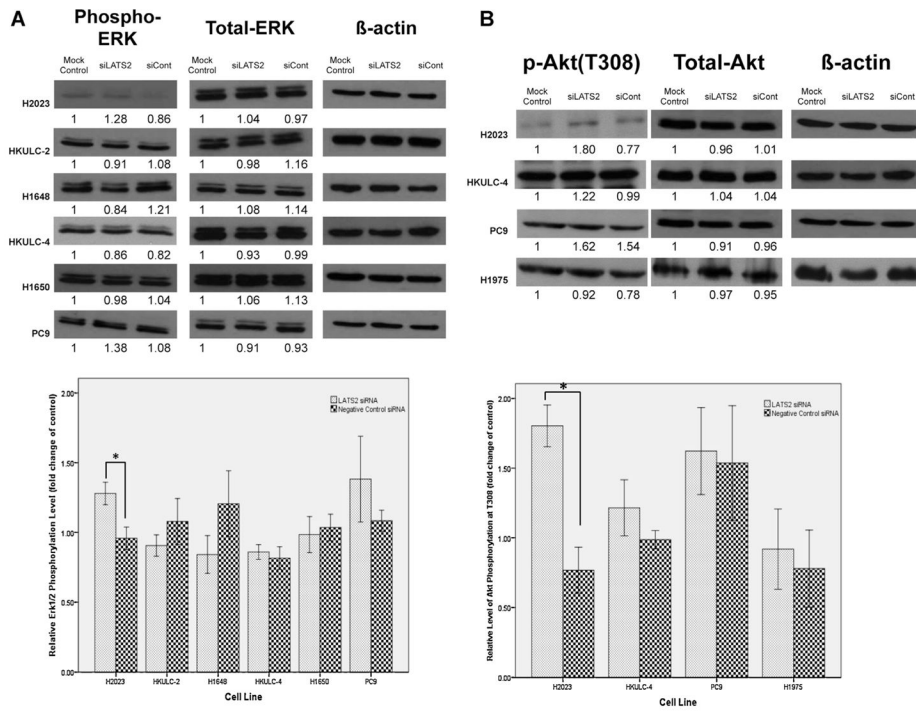 A
Phospho-
ERK
Total-ERK
ß-actin
Mock Control siLATS2 siCont
Mock Control siLATS2 siCont
Mock Control siLATS2 siCont
H2023
1 1.28 0.86 1 1.04 0.97
HKULC-2
1 0.91 1.08 1 0.98 1.16
H1648
1 0.84 1.21 1 1.08 1.14
HKULC-4
1 0.86 0.82 1 0.93 0.99
H1650
1 0.98 1.04 1 1.06 1.13
PC9
1 1.38 1.08 1 0.91 0.93
Relative Erk1/2 Phosphorylation Level (fold change of control)
2.00
1.50
1.00
0.50
0.00
LATS2 siRNA
Negative Control siRNA
*
H2023 HKULC-2 H1648 HKULC-4 H1650 PC9
Cell Line
B
p-Akt(T308)
Total-Akt
ß-actin
Mock Control siLATS2 siCont
Mock Control siLATS2 siCont
Mock Control siLATS2 siCont
H2023
1 1.80 0.77 1 0.96 1.01
HKULC-4
1 1.22 0.99 1 1.04 1.04
PC9
1 1.62 1.54 1 0.91 0.96
H1975
1 0.92 0.78 1 0.97 0.95
Relative Level of Akt Phosphorylation at T308 (fold change of control)
2.00
1.50
1.00
0.50
0.00
LATS2 siRNA
Negative Control siRNA
*
H2023 HKULC-4 PC9 H1975
Cell Line